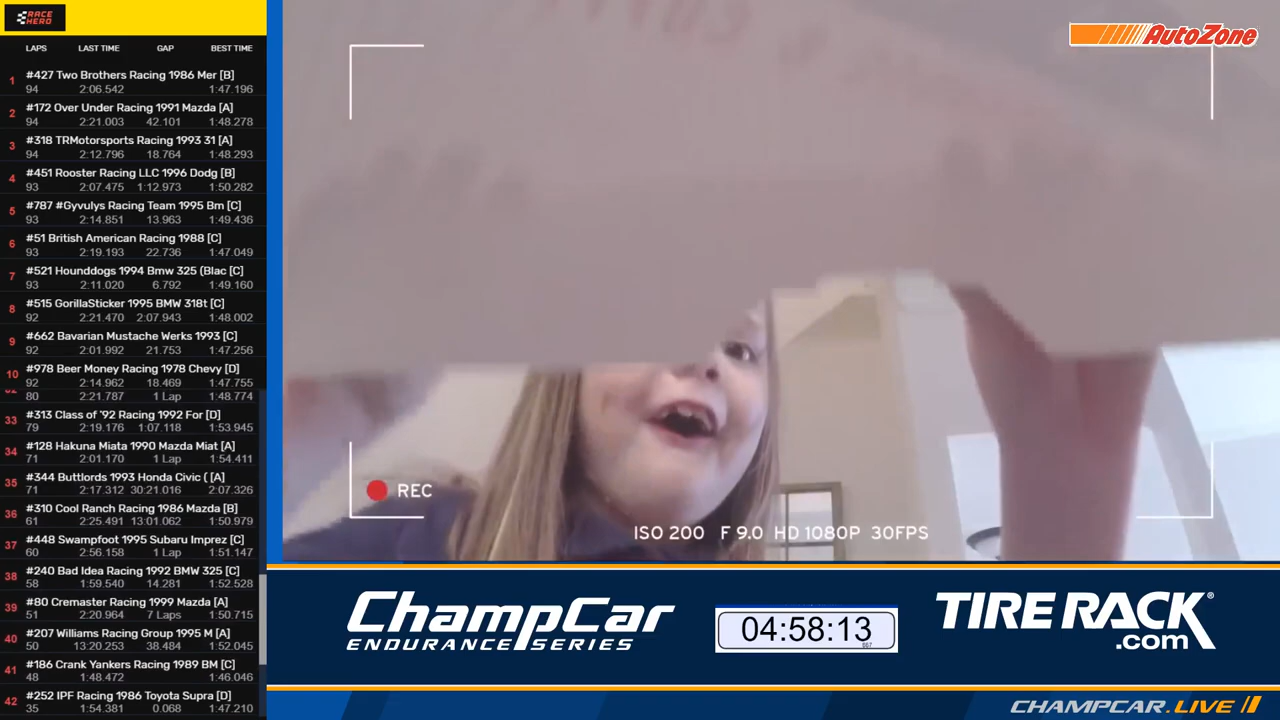 RACE HERO
LAPS LAST TIME GAP BEST TIME
1 #427 Two Brothers Racing 1986 Mer [B]
94 2:06.542 1:47.196
2 #172 Over Under Racing 1991 Mazda [A]
94 2:21.003 42.101 1:48.278
3 #318 TRMotorsports Racing 1993 31 [A]
94 2:12.796 18.764 1:48.293
4 #451 Rooster Racing LLC 1996 Dodg [B]
93 2:07.475 1:12.973 1:50.282
5 #787 #Gyvulys Racing Team 1995 Bm [C]
93 2:14.851 13.963 1:49.436
6 #51 British American Racing 1988 [C]
93 2:19.193 22.736 1:47.049
7 #521 Hounddogs 1994 Bmw 325 (Blac [C]
93 2:11.020 6.792 1:49.160
8 #515 GorillaSticker 1995 BMW 318t [C]
92 2:21.470 2:07.943 1:48.002
9 #662 Bavarian Mustache Werks 1993 [C]
92 2:01.992 21.753 1:47.256
10 #978 Beer Money Racing 1978 Chevy [D]
92 2:14.962 18.469 1:47.755
80 2:21.787 1 Lap 1:48.774
33 #313 Class of '92 Racing 1992 For [D]
79 2:19.176 1:07.118 1:53.945
34 #128 Hakuna Miata 1990 Mazda Miat [A]
71 2:01.170 1 Lap 1:54.411
35 #344 Buttlords 1993 Honda Civic ( [A]
71 2:17.312 30:21.016 2:07.326
36 #310 Cool Ranch Racing 1986 Mazda [B]
61 2:25.491 13:01.062 1:50.979
37 #448 Swampfoot 1995 Subaru Imprez [C]
60 2:56.158 1 Lap 1:51.147
38 #240 Bad Idea Racing 1992 BMW 325 [C]
58 1:59.540 14.281 1:52.528
39 #80 Cremaster Racing 1999 Mazda [A]
51 2:20.964 7 Laps 1:50.715
40 #207 Williams Racing Group 1995 M [A]
50 13:20.253 38.484 1:52.045
41 #186 Crank Yankers Racing 1989 BM [C]
48 1:48.472 1:46.046
42 #252 IPF Racing 1986 Toyota Supra [D]
35 1:54.381 0.068 1:47.210
AutoZone
REC
ISO 200 F 9.0 HD 1080P 30FPS
ChampCar
ENDURANCE SERIES
04:58:13
067
TIRE RACK®
.com
CHAMPCAR.LIVE